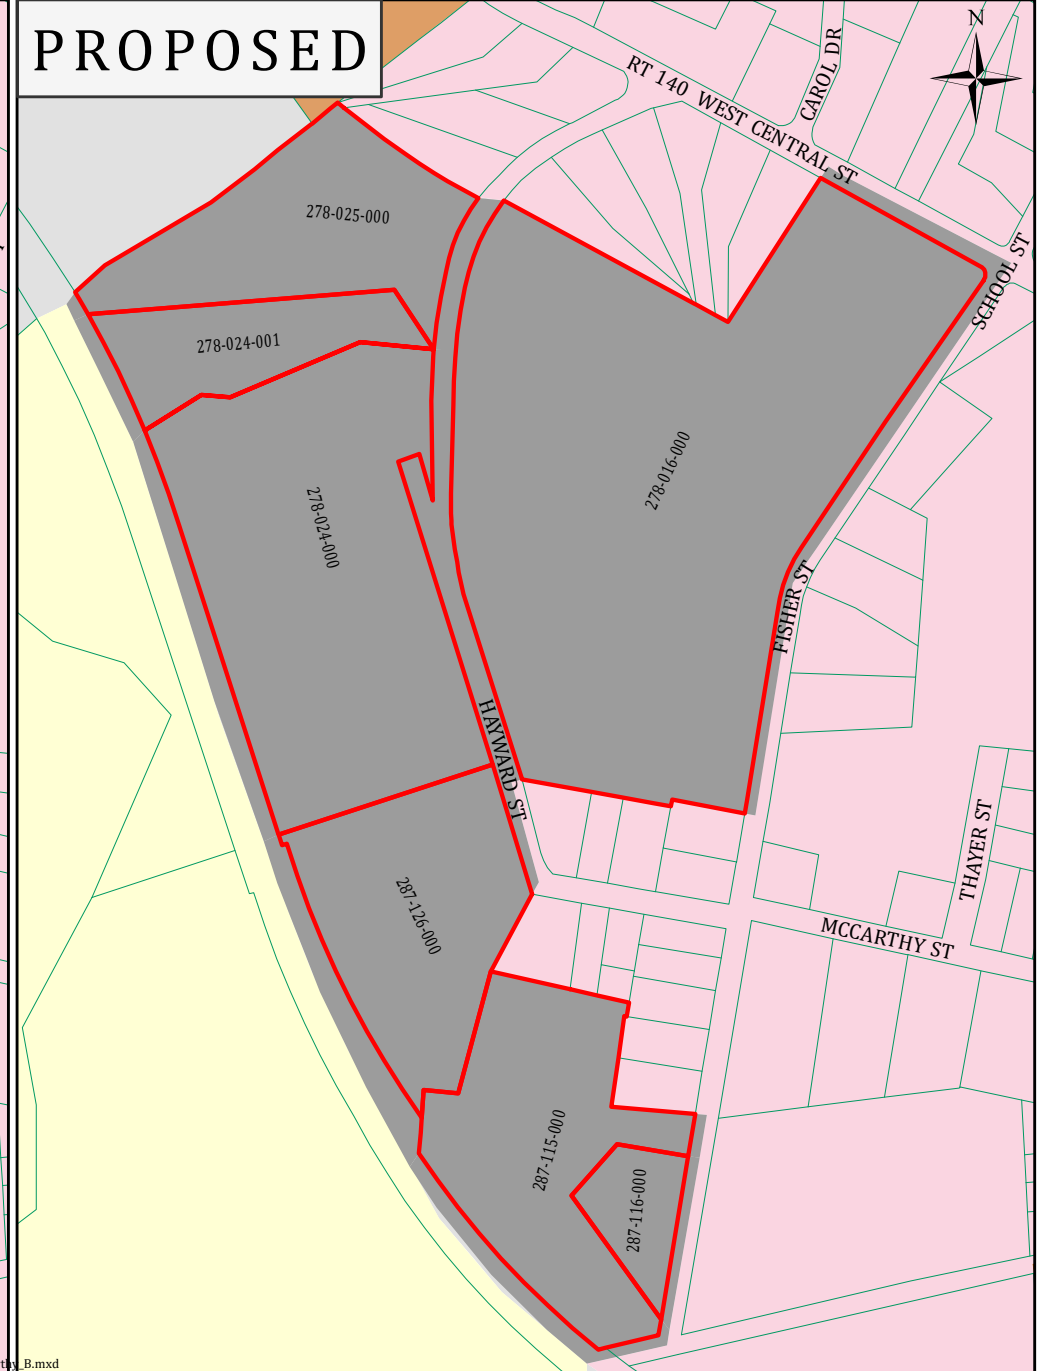 PROPOSED
N
CAROL DR
RT 140 WEST CENTRAL ST
SCHOOL ST
278-025-000
278-024-001
278-016-000
278-024-000
FISHER ST
HAYWARD ST
THAYER ST
287-126-000
MCCARTHY ST
287-115-000
287-116-000
_B.mxd